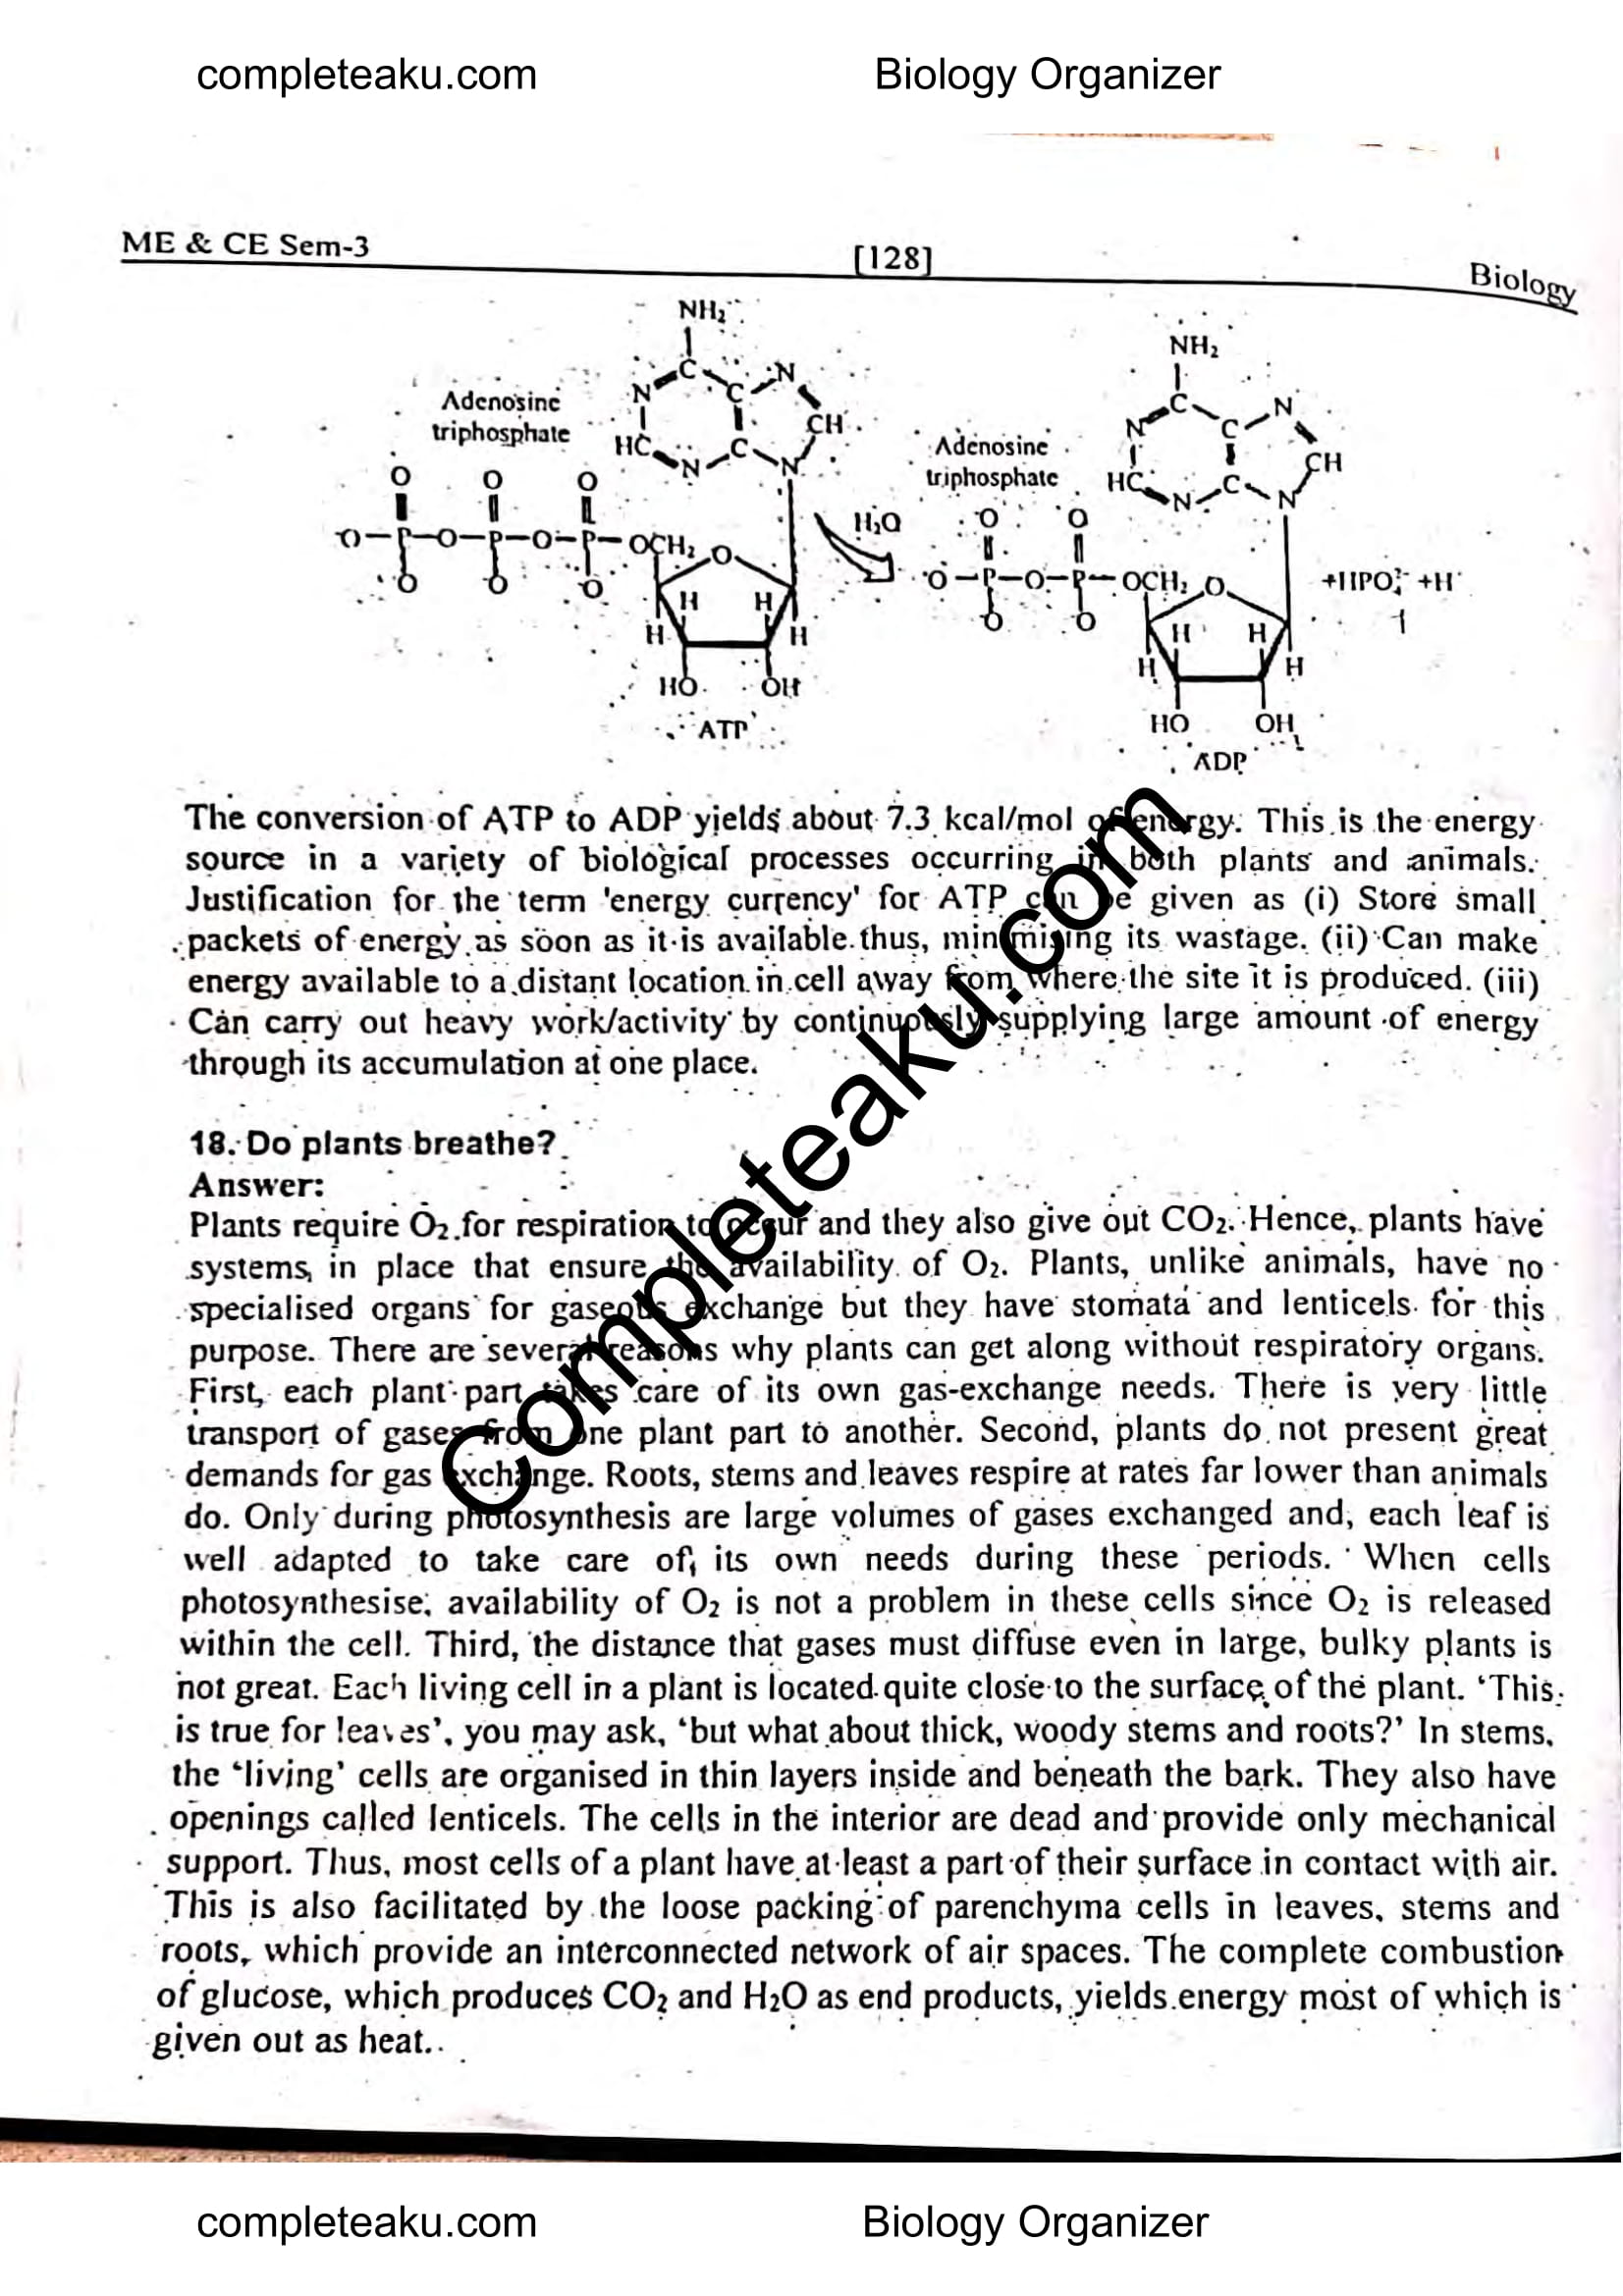 completeaku.com Biology Organizer
ME & CE Sem-3 [128] Biology
NH₂
C
N
C
N
CH
HC
N
C
N
Adenosine
triphosphate
O O O
O–P–O–P–O–P–OCH₂ O
O O O
H H
H H
HO OH
ATP
H₂O
NH₂
C
N
C
N
CH
HC
N
C
N
Adenosine
triphosphate
O O
O–P–O–P–OCH₂ O
O O
H H
H H
HO OH
ADP
+HPO₄²⁻ +H
The conversion of ATP to ADP yields about 7.3 kcal/mol of energy. This is the energy
source in a variety of biological processes occurring in both plants and animals.
Justification for the term 'energy currency' for ATP can be given as (i) Store small
packets of energy as soon as it is available thus, minimising its wastage. (ii) Can make
energy available to a distant location in cell away from where the site it is produced. (iii)
Can carry out heavy work/activity by continuously supplying large amount of energy
through its accumulation at one place.
18. Do plants breathe?
Answer:
Plants require O₂ for respiration to occur and they also give out CO₂. Hence, plants have
systems in place that ensure the availability of O₂. Plants, unlike animals, have no
specialised organs for gaseous exchange but they have stomata and lenticels for this
purpose. There are several reasons why plants can get along without respiratory organs.
First, each plant part takes care of its own gas-exchange needs. There is very little
transport of gases from one plant part to another. Second, plants do not present great
demands for gas exchange. Roots, stems and leaves respire at rates far lower than animals
do. Only during photosynthesis are large volumes of gases exchanged and, each leaf is
well adapted to take care of its own needs during these periods. When cells
photosynthesise, availability of O₂ is not a problem in these cells since O₂ is released
within the cell. Third, the distance that gases must diffuse even in large, bulky plants is
not great. Each living cell in a plant is located quite close to the surface of the plant. ‘This
is true for leaves’, you may ask, ‘but what about thick, woody stems and roots?’ In stems,
the ‘living’ cells are organised in thin layers inside and beneath the bark. They also have
openings called lenticels. The cells in the interior are dead and provide only mechanical
support. Thus, most cells of a plant have at least a part of their surface in contact with air.
This is also facilitated by the loose packing of parenchyma cells in leaves, stems and
roots, which provide an interconnected network of air spaces. The complete combustion
of glucose, which produces CO₂ and H₂O as end products, yields energy most of which is
given out as heat.
Completeaku.com
completeaku.com Biology Organizer